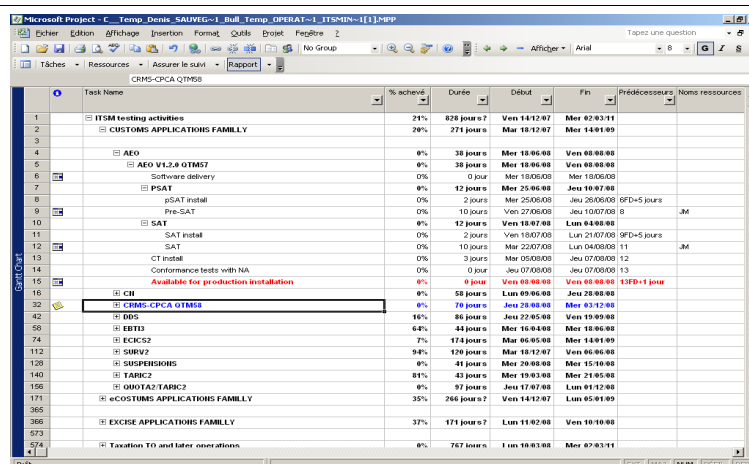 Microsoft Project - C__Temp_Denis_SAUVEG~1_Bull_Temp_OPERAT~1_ITSMIN~1[1].MPP
Fichier Edition Affichage Insertion Format Outils Projet Fenêtre ? Tapez une question
No Group Afficher Arial 8 G I S
Tâches Ressources Assurer le suivi Rapport
CRMS-CPCA QTM58
Task Name % achevé Durée Début Fin Prédécesseurs Noms ressources
1 ITSM testing activities 21% 828 jours? Ven 14/12/07 Mer 02/03/11
2 CUSTOMS APPLICATIONS FAMILLY 20% 271 jours Mar 18/12/07 Mer 14/01/09
3
4 AEO 0% 38 jours Mer 18/06/08 Ven 08/08/08
5 AEO V1.2.0 QTM57 0% 38 jours Mer 18/06/08 Ven 08/08/08
6 Software delivery 0% 0 jour Mer 18/06/08 Mer 18/06/08
7 PSAT 0% 12 jours Mer 25/06/08 Jeu 10/07/08
8 pSAT install 0% 2 jours Mer 25/06/08 Jeu 26/06/08 6FD+5 jours
9 Pre-SAT 0% 10 jours Ven 27/06/08 Jeu 10/07/08 8 JM
10 SAT 0% 12 jours Ven 18/07/08 Lun 04/08/08
11 SAT install 0% 2 jours Ven 18/07/08 Lun 21/07/08 9FD+5 jours
12 SAT 0% 10 jours Mar 22/07/08 Lun 04/08/08 11 JM
13 CT install 0% 3 jours Mar 05/08/08 Jeu 07/08/08 12
14 Conformance tests with NA 0% 0 jour Jeu 07/08/08 Jeu 07/08/08 13
15 Available for production installation 0% 0 jour Ven 08/08/08 Ven 08/08/08 13FD+1 jour
16 CH 0% 58 jours Lun 09/06/08 Jeu 28/08/08
32 CRMS-CPCA QTM58 0% 70 jours Jeu 28/08/08 Mer 03/12/08
42 DDS 16% 86 jours Jeu 22/05/08 Ven 19/09/08
58 EBTI3 64% 44 jours Mer 16/04/08 Mer 18/06/08
74 ECICS2 7% 174 jours Mar 06/05/08 Mer 14/01/09
112 SURV2 94% 120 jours Mar 18/12/07 Ven 06/06/08
128 SUSPENSIONS 0% 41 jours Mer 20/08/08 Mer 15/10/08
140 TARIC2 81% 43 jours Mer 19/03/08 Mer 21/05/08
156 QUOTA2/TARIC2 0% 97 jours Jeu 17/07/08 Lun 01/12/08
171 eCOSTUMS APPLICATIONS FAMILLY 35% 266 jours? Ven 14/12/07 Lun 05/01/09
365
366 EXCISE APPLICATIONS FAMILLY 37% 171 jours? Lun 11/02/08 Ven 10/10/08
573
574 Taxation TO and later operations 0% 767 jours Lun 10/03/08 Mer 02/03/11
Gantt Chart